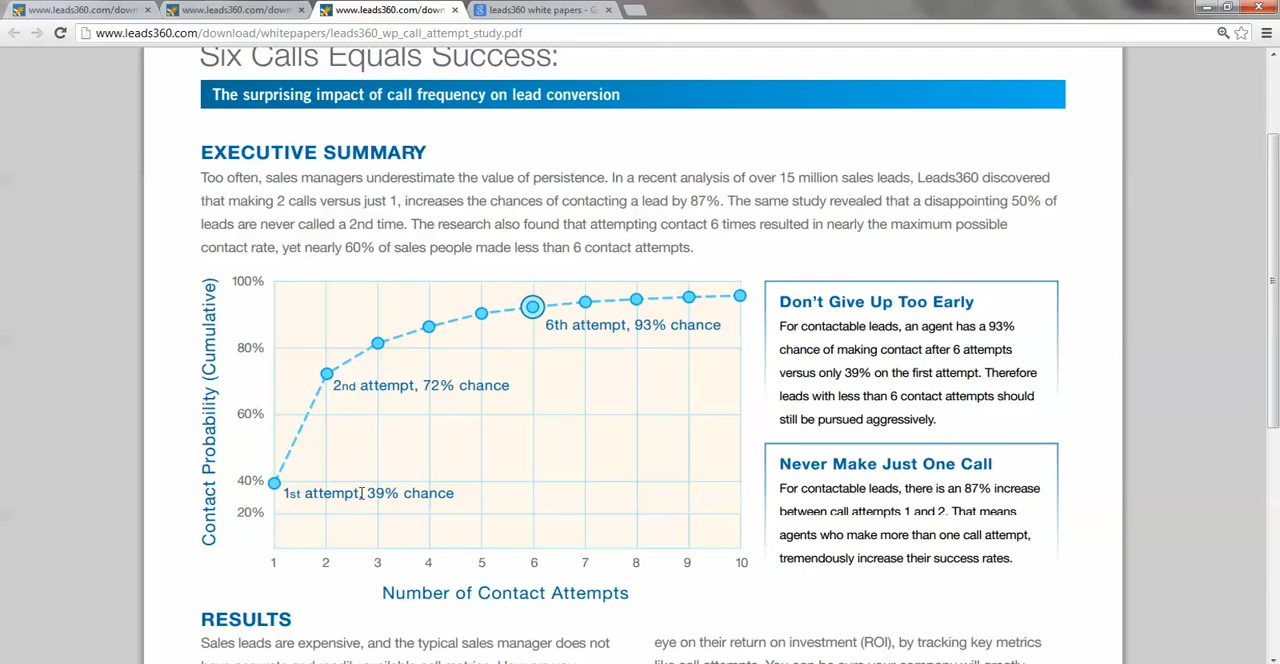 www.leads360.com/down
www.leads360.com/down
www.leads360.com/down
leads360 white papers - G
www.leads360.com/download/whitepapers/leads360_wp_call_attempt_study.pdf
Six Calls Equals Success:
The surprising impact of call frequency on lead conversion
EXECUTIVE SUMMARY
Too often, sales managers underestimate the value of persistence. In a recent analysis of over 15 million sales leads, Leads360 discovered
that making 2 calls versus just 1, increases the chances of contacting a lead by 87%. The same study revealed that a disappointing 50% of
leads are never called a 2nd time. The research also found that attempting contact 6 times resulted in nearly the maximum possible
contact rate, yet nearly 60% of sales people made less than 6 contact attempts.
Contact Probability (Cumulative)
100%
80%
60%
40%
20%
6th attempt, 93% chance
2nd attempt, 72% chance
1st attempt, 39% chance
1 2 3 4 5 6 7 8 9 10
Number of Contact Attempts
Don't Give Up Too Early
For contactable leads, an agent has a 93%
chance of making contact after 6 attempts
versus only 39% on the first attempt. Therefore
leads with less than 6 contact attempts should
still be pursued aggressively.
Never Make Just One Call
For contactable leads, there is an 87% increase
between call attempts 1 and 2. That means
agents who make more than one call attempt,
tremendously increase their success rates.
RESULTS
Sales leads are expensive, and the typical sales manager does not
eye on their return on investment (ROI), by tracking key metrics